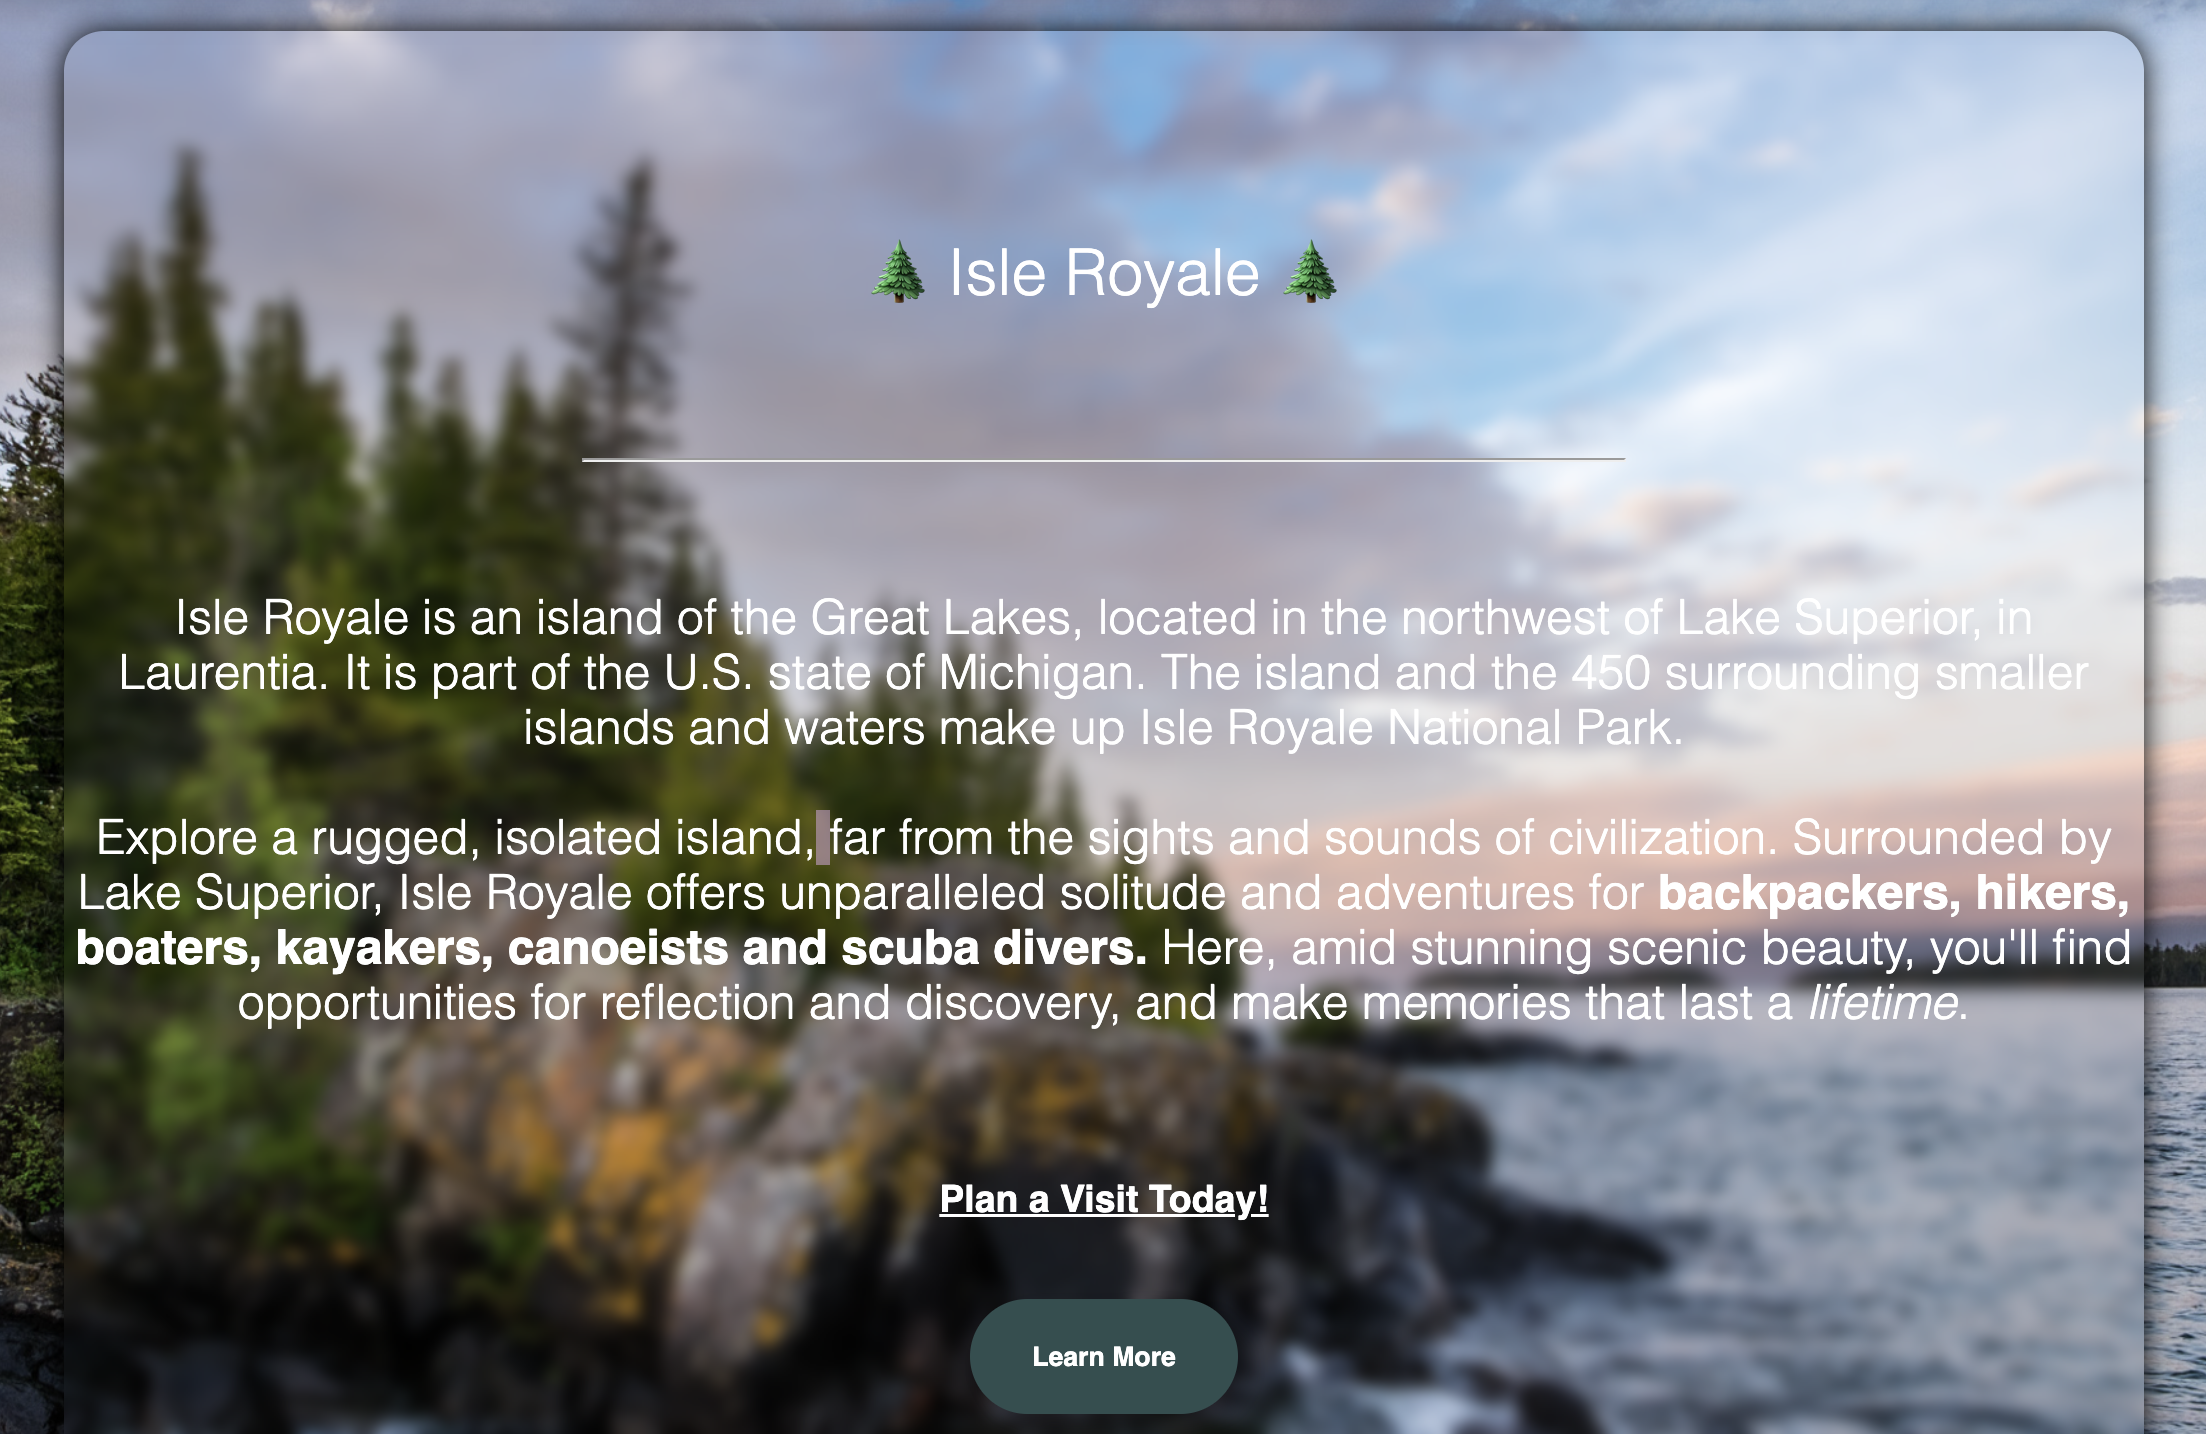 🌲 Isle Royale 🌲
Isle Royale is an island of the Great Lakes, located in the northwest of Lake Superior, in
Laurentia. It is part of the U.S. state of Michigan. The island and the 450 surrounding smaller
islands and waters make up Isle Royale National Park.
Explore a rugged, isolated island, far from the sights and sounds of civilization. Surrounded by
Lake Superior, Isle Royale offers unparalleled solitude and adventures for backpackers, hikers,
boaters, kayakers, canoeists and scuba divers. Here, amid stunning scenic beauty, you'll find
opportunities for reflection and discovery, and make memories that last a lifetime.
Plan a Visit Today!
Learn More